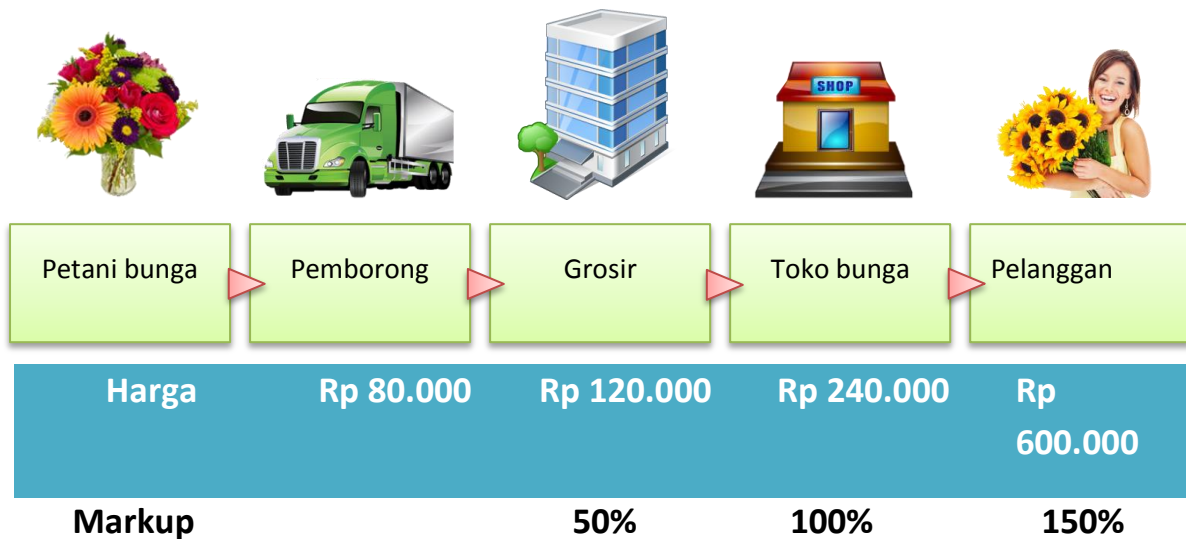 SHOP
Petani bunga
Pemborong
Grosir
Toko bunga
Pelanggan
Harga Rp 80.000 Rp 120.000 Rp 240.000 Rp
600.000
Markup 50% 100% 150%